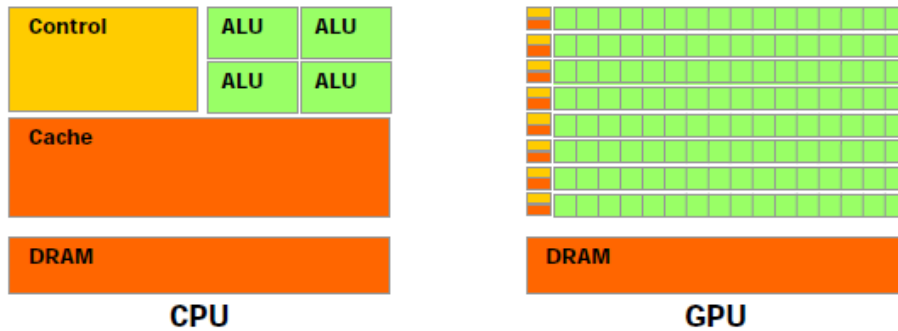 Control
ALU ALU
ALU ALU
Cache
DRAM
CPU
DRAM
GPU